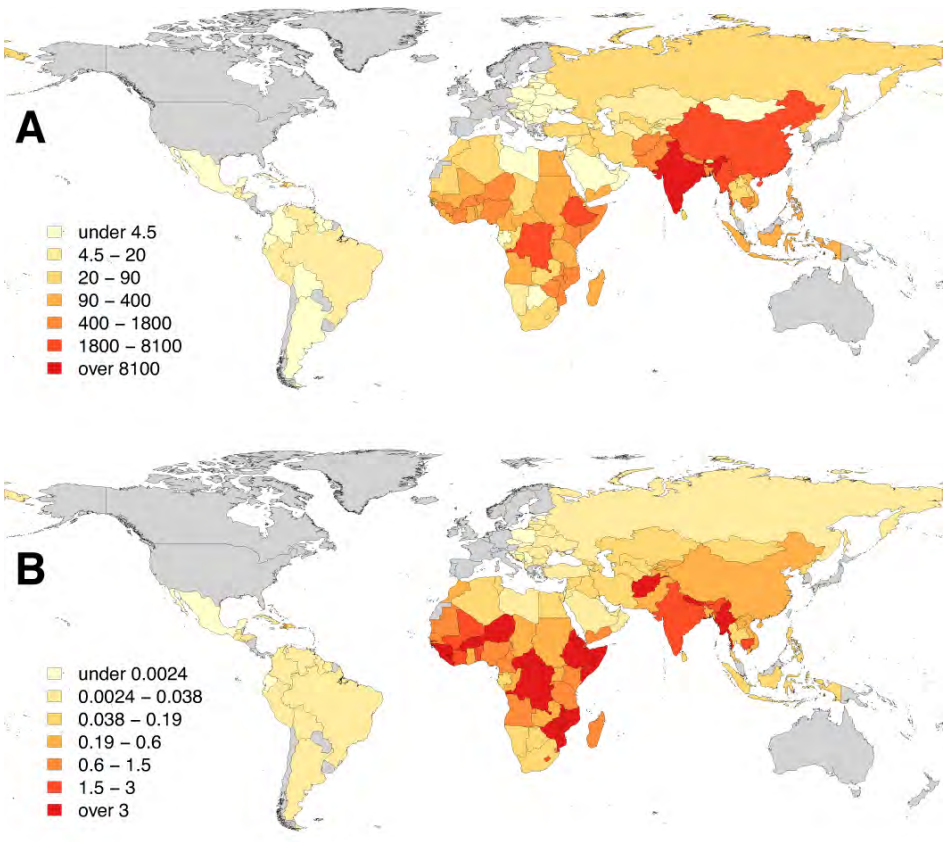 A
under 4.5
4.5 – 20
20 – 90
90 – 400
400 – 1800
1800 – 8100
over 8100
B
under 0.0024
0.0024 – 0.038
0.038 – 0.19
0.19 – 0.6
0.6 – 1.5
1.5 – 3
over 3